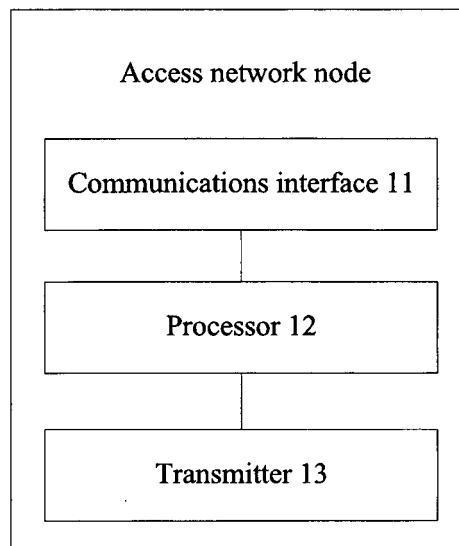 Access network node
Communications interface 11
Processor 12
Transmitter 13